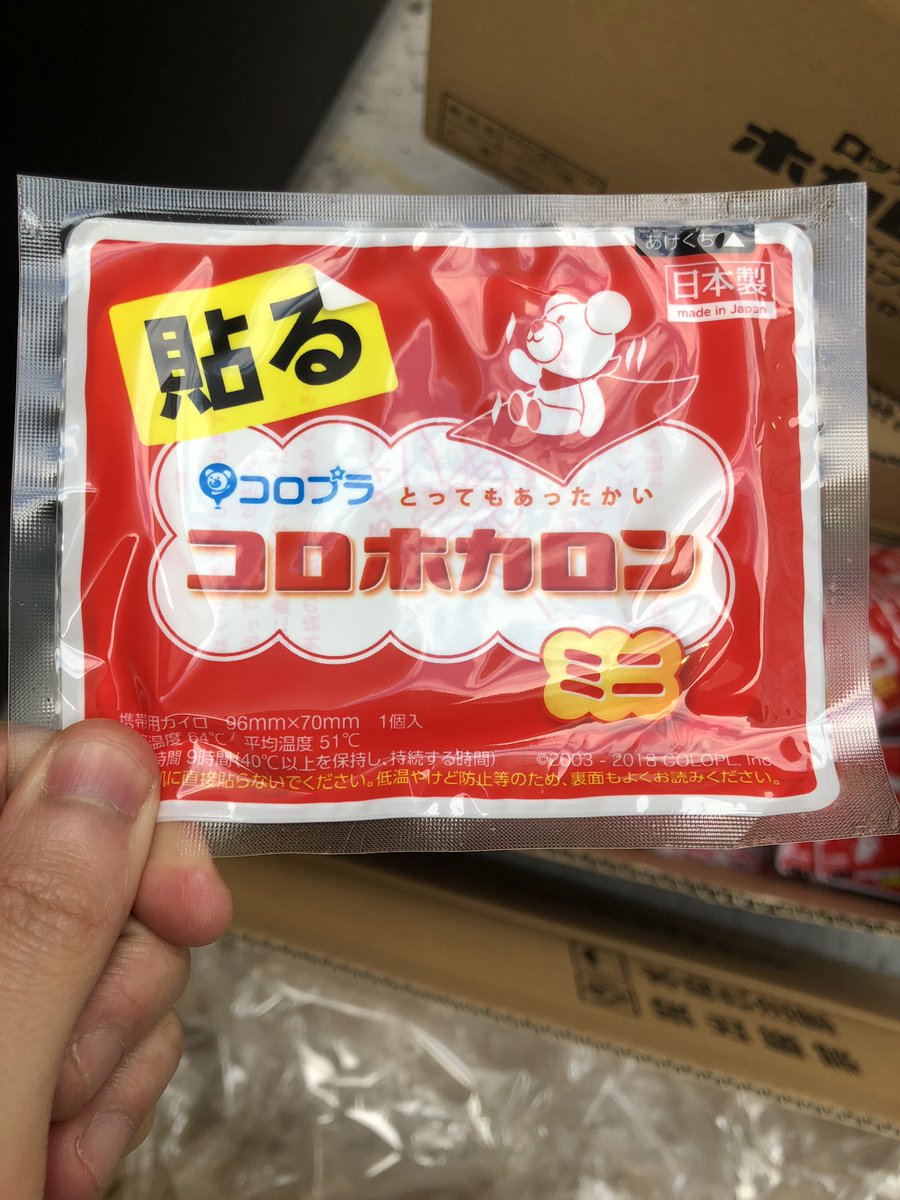 あけくち
日本製
made in Japan
貼る
コロプラ とってもあったかい
コロホカロン
ミニ
携帯用カイロ 96mm×70mm 1個入
温度 64℃ 平均温度 51℃
時間 9時間(40℃以上を保持し、持続する時間)
©2003 - 2018 COLOPL, Inc.
に直接貼らないでください。低温やけど防止等のため、裏面もよくお読みください。